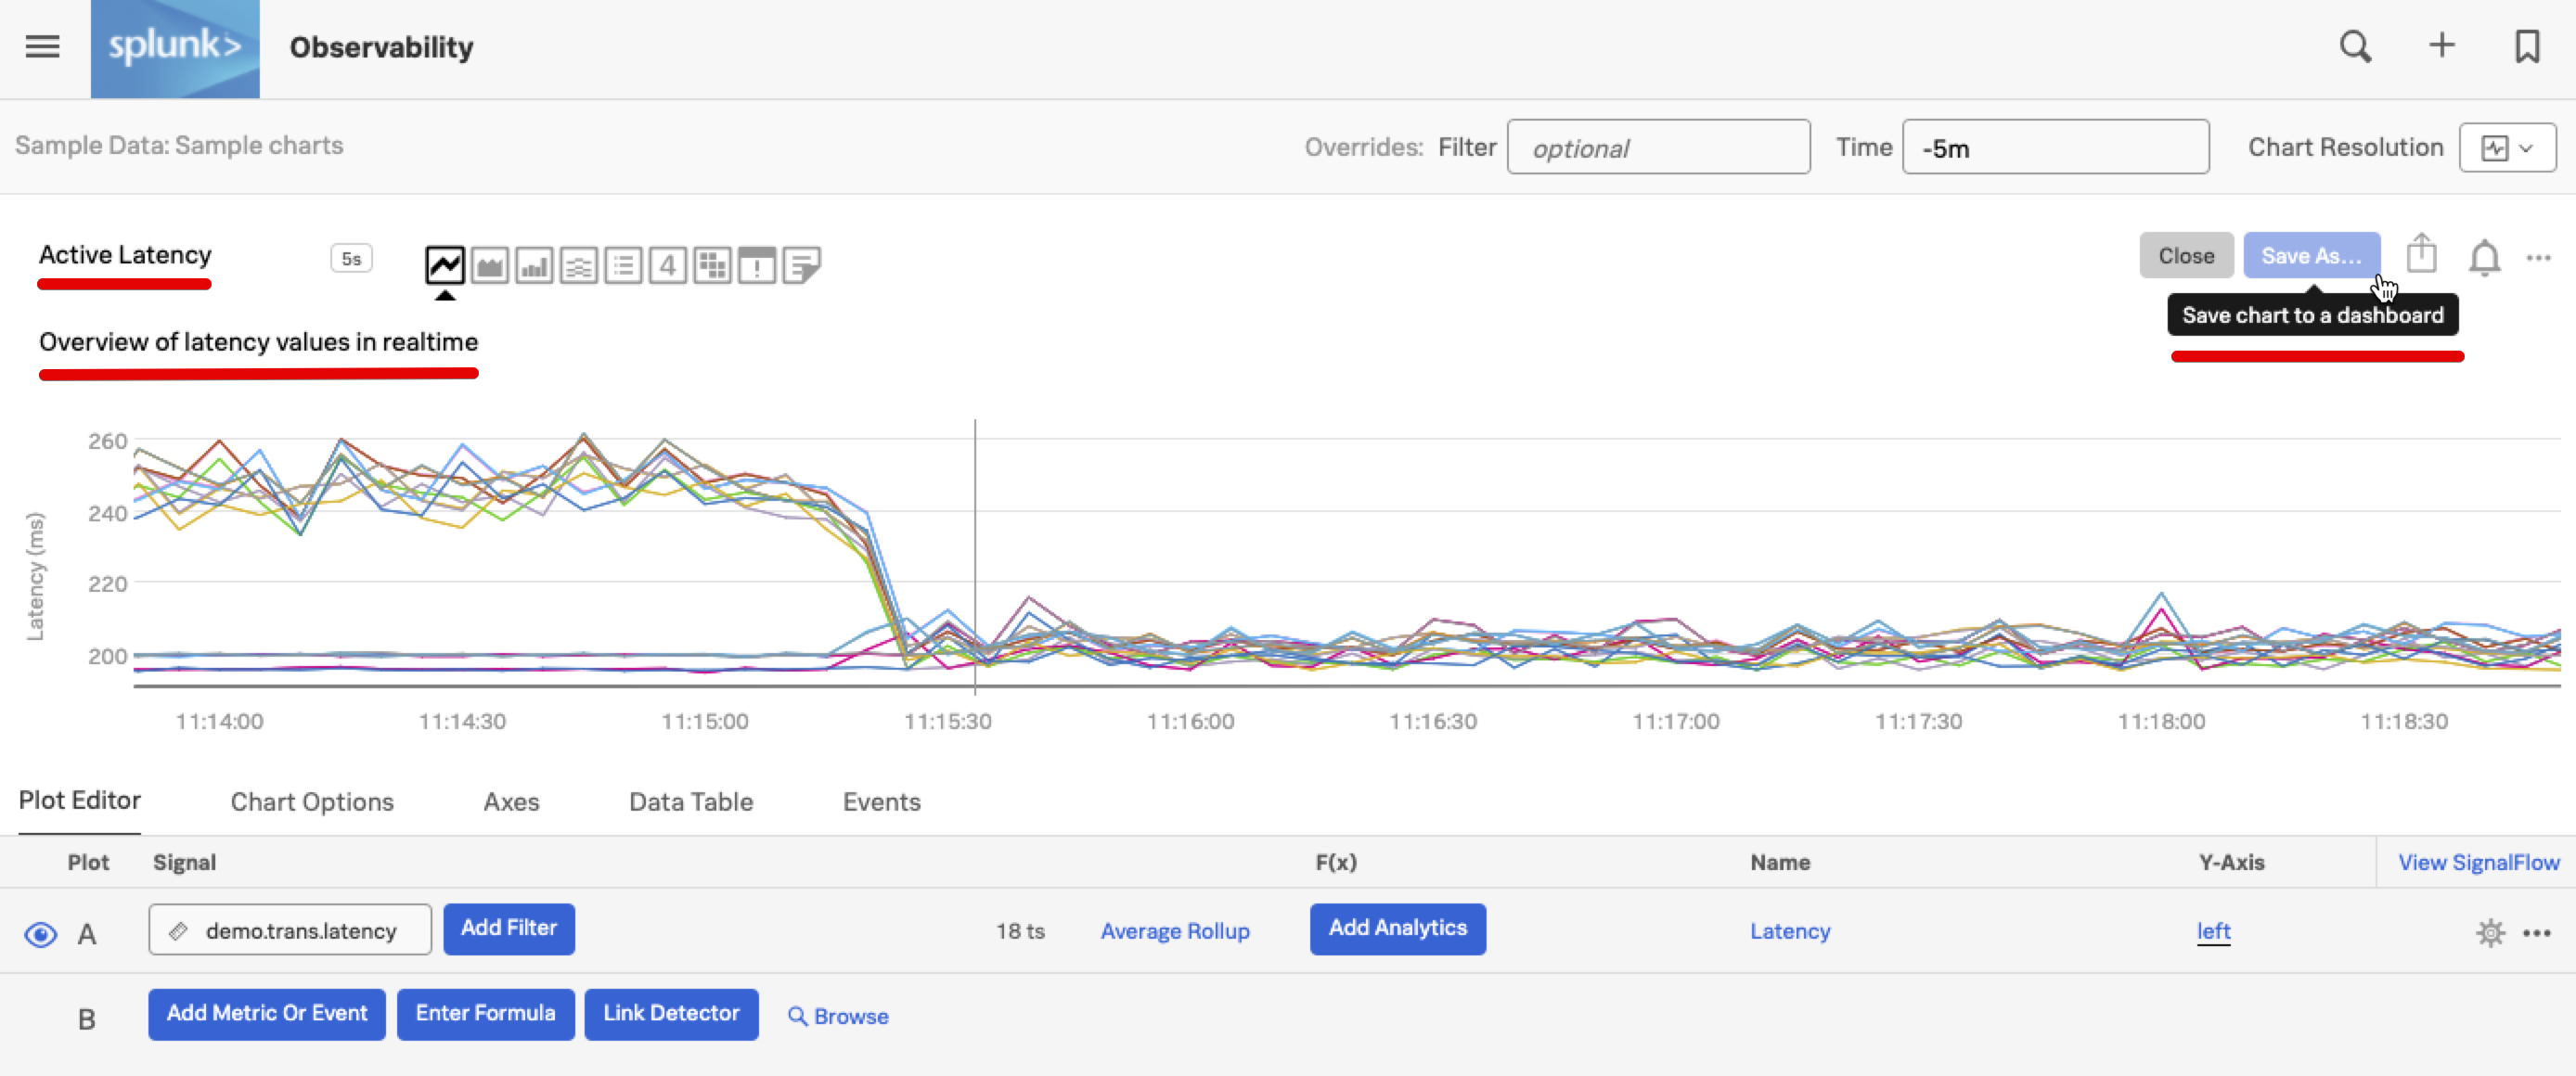 splunk> Observability
Sample Data: Sample charts Overrides: Filter optional Time -5m Chart Resolution
Active Latency 5s 4 Close Save As...
Save chart to a dashboard
Overview of latency values in realtime
Latency (ms)
260
240
220
200
11:14:00 11:14:30 11:15:00 11:15:30 11:16:00 11:16:30 11:17:00 11:17:30 11:18:00 11:18:30
Plot Editor Chart Options Axes Data Table Events
Plot Signal F(x) Name Y-Axis View SignalFlow
A demo.trans.latency Add Filter 18 ts Average Rollup Add Analytics Latency left
B Add Metric Or Event Enter Formula Link Detector Browse